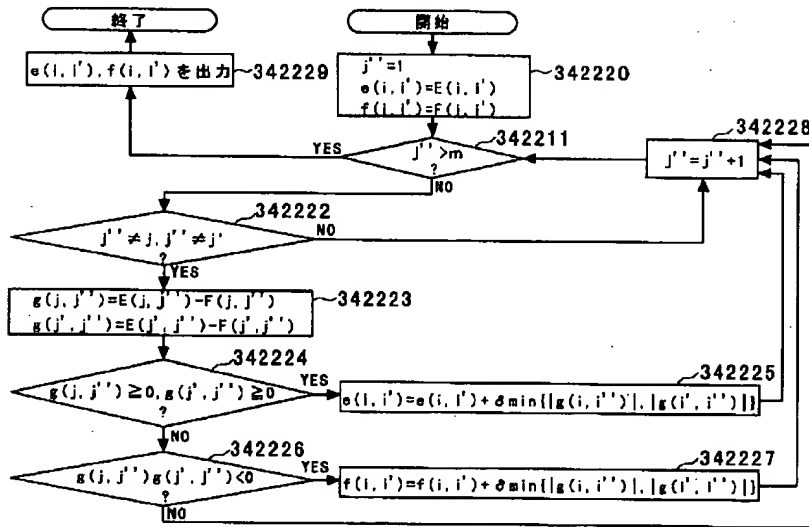 終了
開始
e(j, j'), f(j, j') を出力
342229
j''=1
e(j, j')=E(j, j')
f(j, j')=F(j, j')
342220
342211
j''>m
?
YES
NO
342228
j''=j''+1
342222
j''≠j, j''≠j'
?
NO
YES
g(j, j'')=E(j, j'')−F(j, j'')
g(j', j'')=E(j', j'')−F(j', j'')
342223
342224
g(j, j'')≧0, g(j', j'')≧0
?
YES
NO
342225
e(j, j')=e(j, j')+δmin{|g(j, j'')|, |g(j', j'')|}
342226
g(j, j'')g(j', j'')<0
?
YES
NO
342227
f(j, j')=f(j, j')+δmin{|g(j, j'')|, |g(j', j'')|}